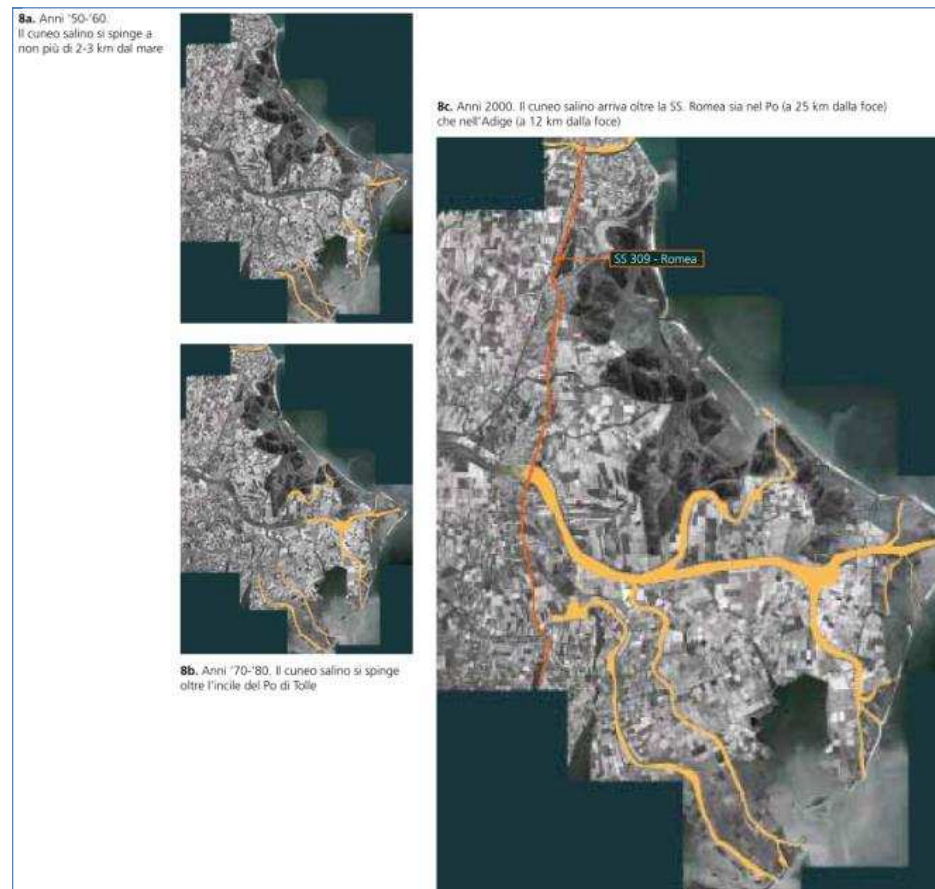 8a. Anni '50-'60.
Il cuneo salino si spinge a
non più di 2-3 km dal mare
8c. Anni 2000. Il cuneo salino arriva oltre la SS. Romea sia nel Po (a 25 km dalla foce)
che nell'Adige (a 12 km dalla foce)
SS 309 - Romea
8b. Anni '70-'80. Il cuneo salino si spinge
oltre l'incile del Po di Tolle